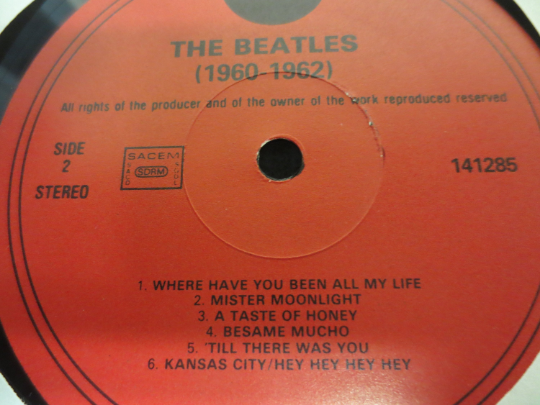 THE BEATLES
(1960-1962)
All rights of the producer and of the owner of the work reproduced reserved
SIDE
2
STEREO
SACEM
SDRM
141285
1. WHERE HAVE YOU BEEN ALL MY LIFE
2. MISTER MOONLIGHT
3. A TASTE OF HONEY
4. BESAME MUCHO
5. 'TILL THERE WAS YOU
6. KANSAS CITY/HEY HEY HEY HEY